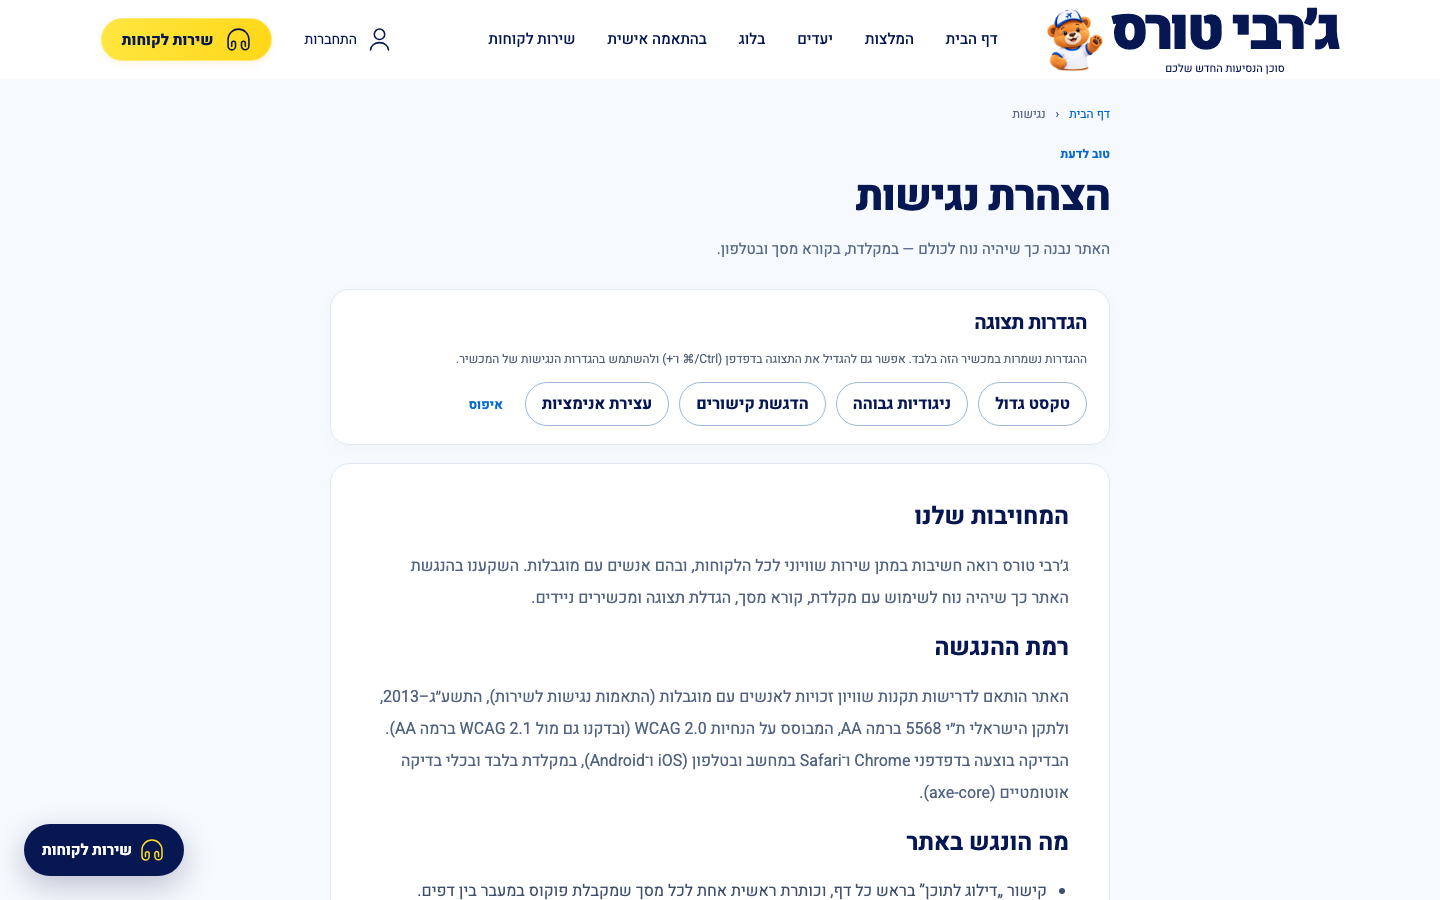 ג׳רבי טורס
סוכן הנסיעות החדש שלכם
דף הבית
המלצות
יעדים
בלוג
בהתאמה אישית
שירות לקוחות
התחברות
שירות לקוחות
דף הבית ‹ נגישות
טוב לדעת
הצהרת נגישות
האתר נבנה כך שיהיה נוח לכולם — במקלדת, בקורא מסך ובטלפון.
הגדרות תצוגה
ההגדרות נשמרות במכשיר הזה בלבד. אפשר גם להגדיל את התצוגה בדפדפן (Ctrl/⌘ ו־+) ולהשתמש בהגדרות הנגישות של המכשיר.
טקסט גדול
ניגודיות גבוהה
הדגשת קישורים
עצירת אנימציות
איפוס
המחויבות שלנו
ג׳רבי טורס רואה חשיבות במתן שירות שוויוני לכל הלקוחות, ובהם אנשים עם מוגבלות. השקענו בהנגשת
האתר כך שיהיה נוח לשימוש עם מקלדת, קורא מסך, הגדלת תצוגה ומכשירים ניידים.
רמת ההנגשה
האתר הותאם לדרישות תקנות שוויון זכויות לאנשים עם מוגבלות (התאמות נגישות לשירות), התשע״ג–2013,
ולתקן הישראלי ת״י 5568 ברמה AA, המבוסס על הנחיות WCAG 2.0 (ובדקנו גם מול WCAG 2.1 ברמה AA).
הבדיקה בוצעה בדפדפני Chrome ו־Safari במחשב ובטלפון (iOS ו־Android), במקלדת בלבד ובכלי בדיקה
אוטומטיים (axe-core).
מה הונגש באתר
קישור „דילוג לתוכן” בראש כל דף, וכותרת ראשית אחת לכל מסך שמקבלת פוקוס במעבר בין דפים.
שירות לקוחות